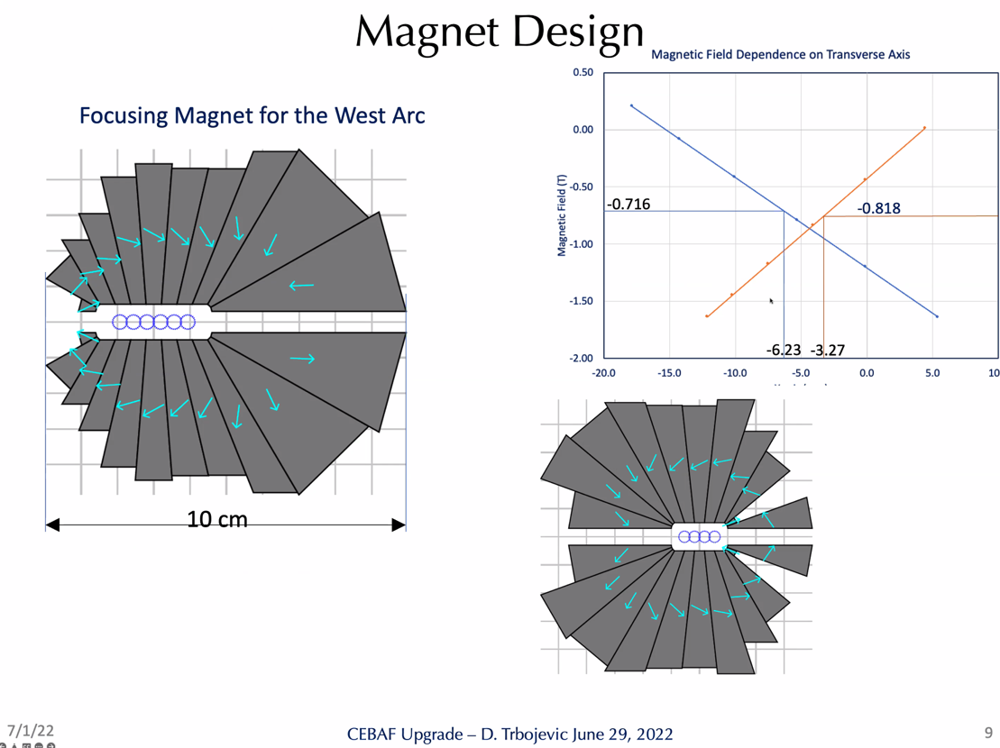 Magnet Design
Magnetic Field Dependence on Transverse Axis
Focusing Magnet for the West Arc
0.50
0.00
-0.50
-1.00
-1.50
-2.00
Magnetic Field (T)
-0.716
-0.818
-6.23 -3.27
-20.0 -15.0 -10.0 -5.0 0.0 5.0 10
10 cm
7/1/22
CEBAF Upgrade – D. Trbojevic June 29, 2022
9